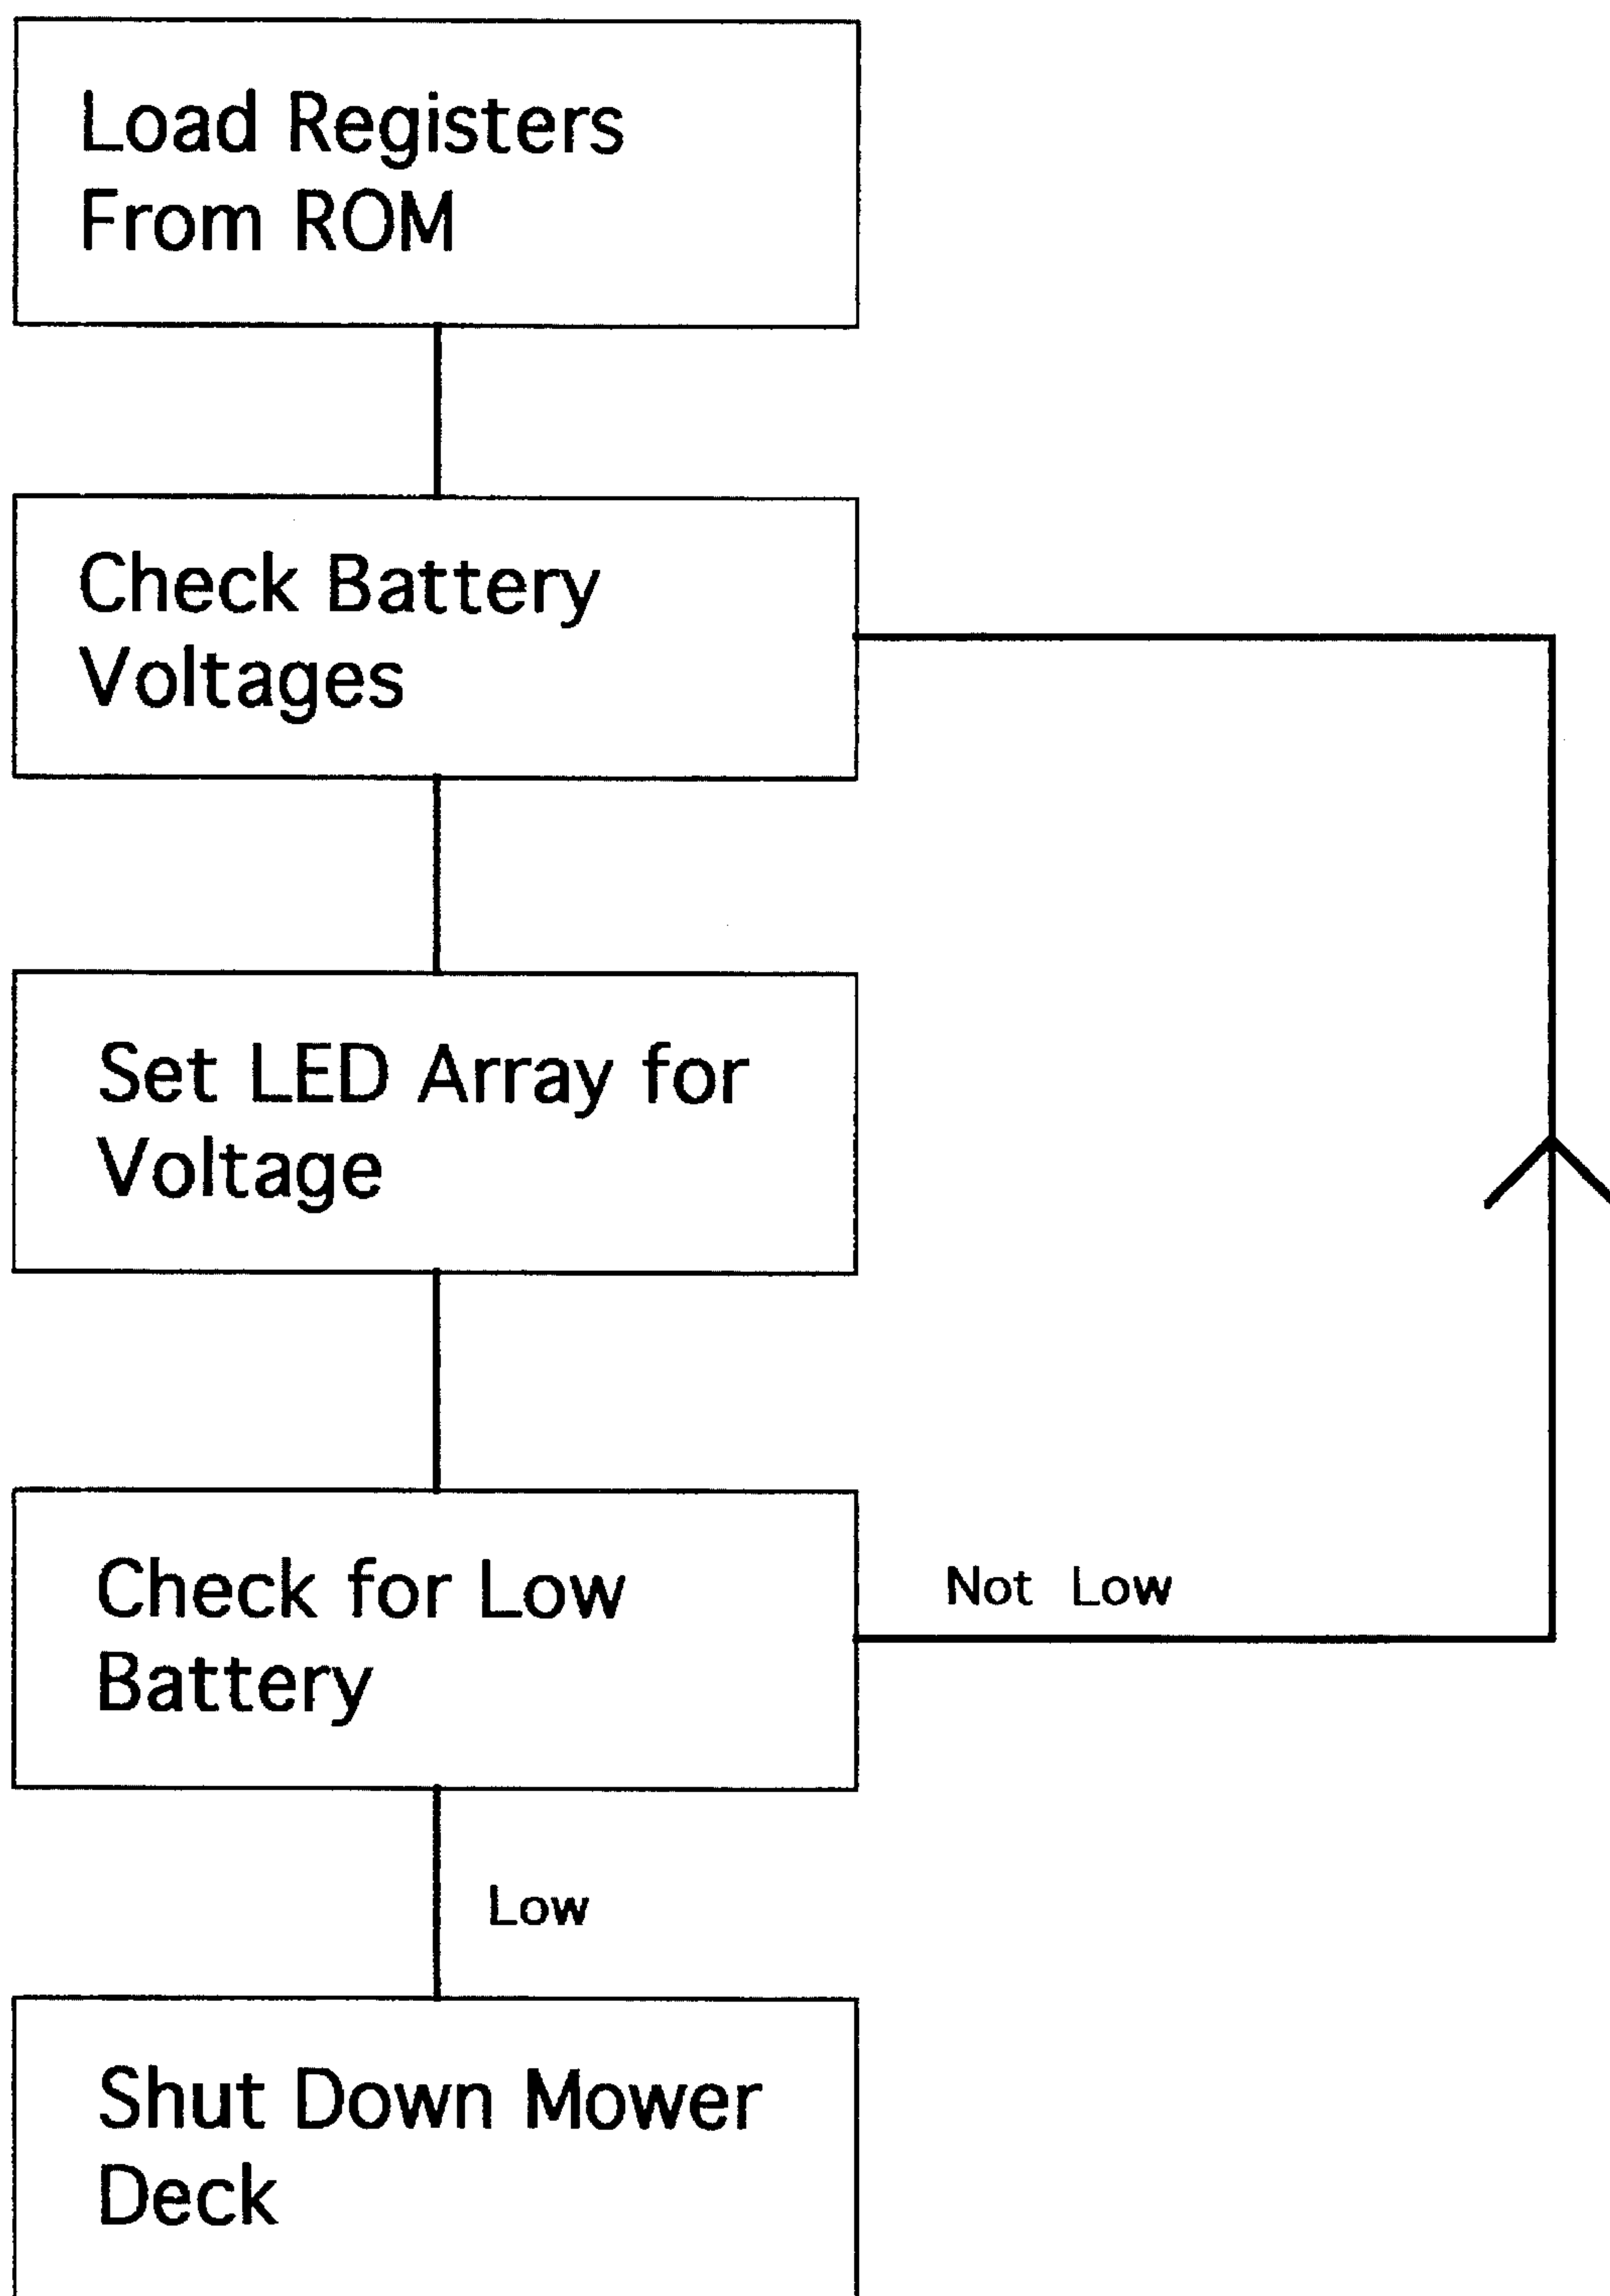 Load Registers
From ROM
Check Battery
Voltages
Set LED Array for
Voltage
Check for Low
Battery
Not Low
Low
Shut Down Mower
Deck